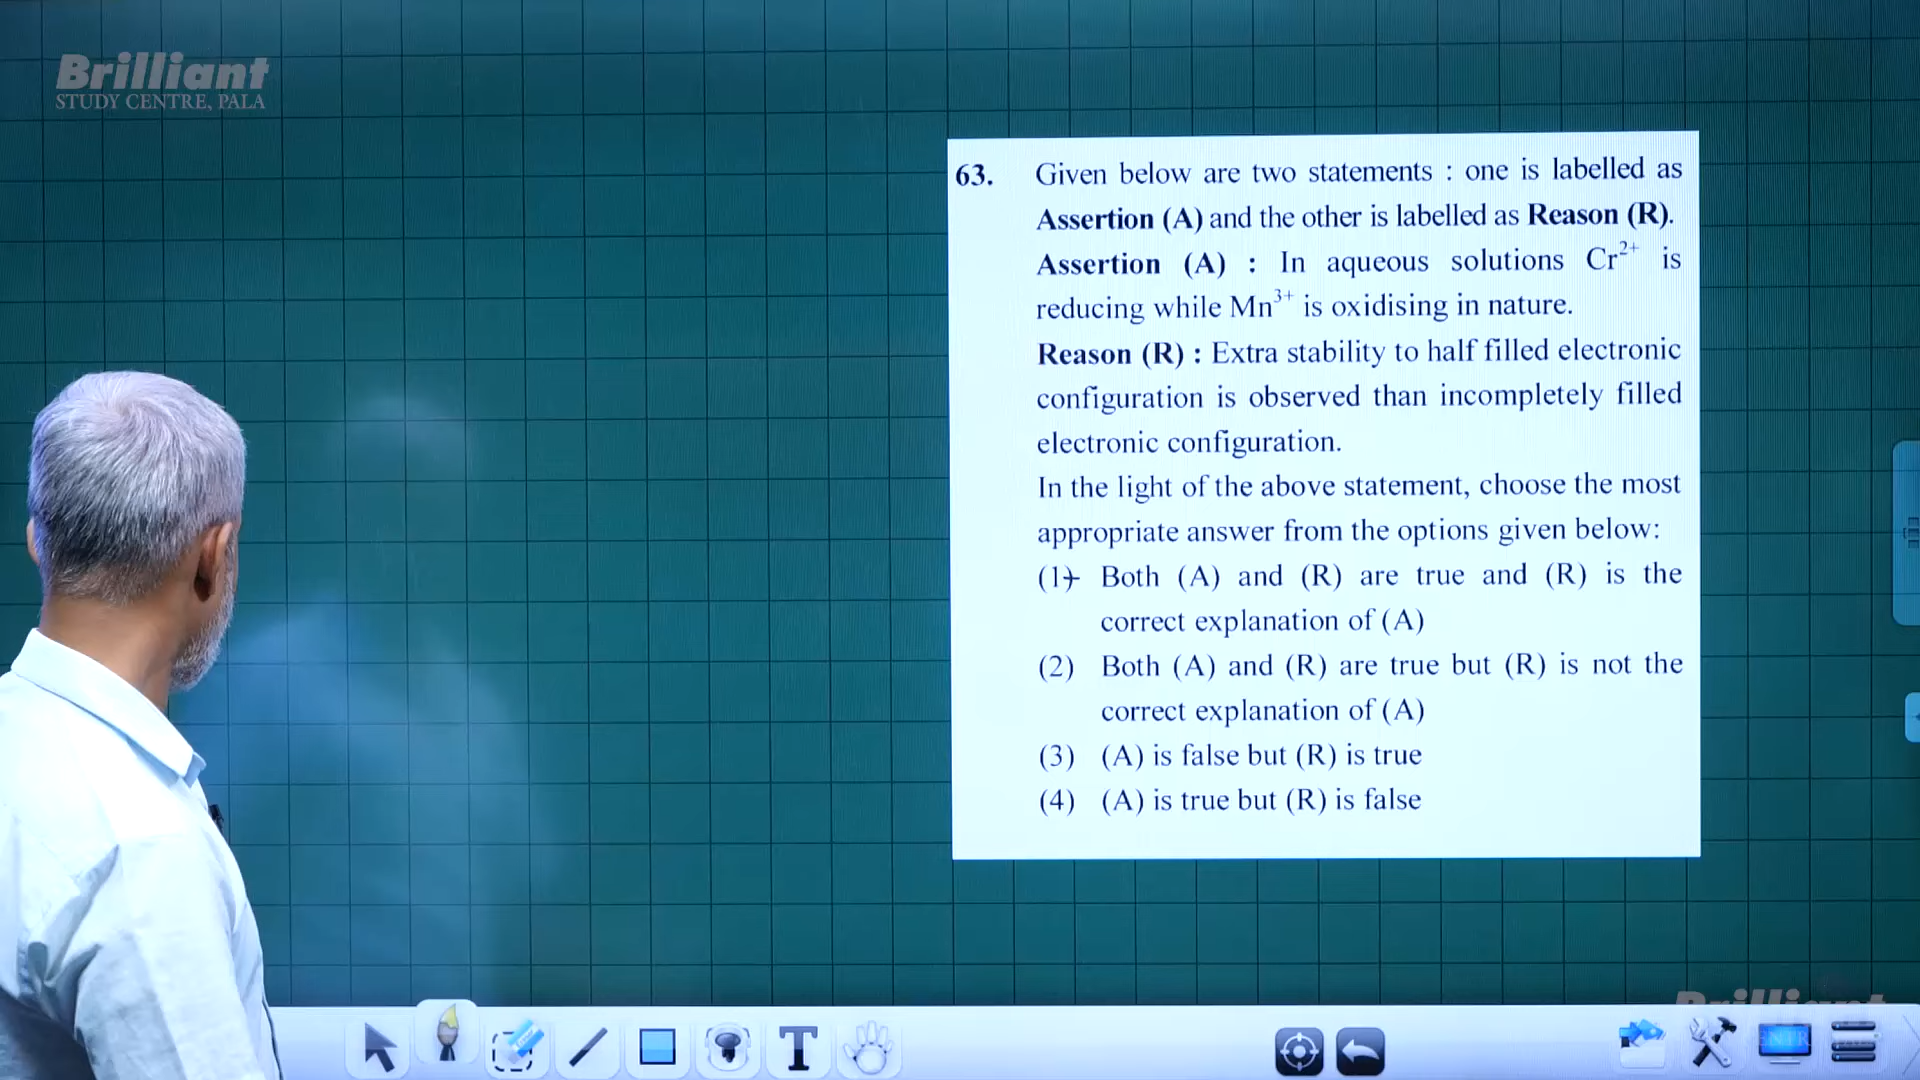 Brilliant
STUDY CENTRE, PALA
63. Given below are two statements : one is labelled as
Assertion (A) and the other is labelled as Reason (R).
Assertion (A) : In aqueous solutions Cr²⁺ is
reducing while Mn³⁺ is oxidising in nature.
Reason (R) : Extra stability to half filled electronic
configuration is observed than incompletely filled
electronic configuration.
In the light of the above statement, choose the most
appropriate answer from the options given below:
(1) Both (A) and (R) are true and (R) is the
correct explanation of (A)
(2) Both (A) and (R) are true but (R) is not the
correct explanation of (A)
(3) (A) is false but (R) is true
(4) (A) is true but (R) is false
Brilliant
T